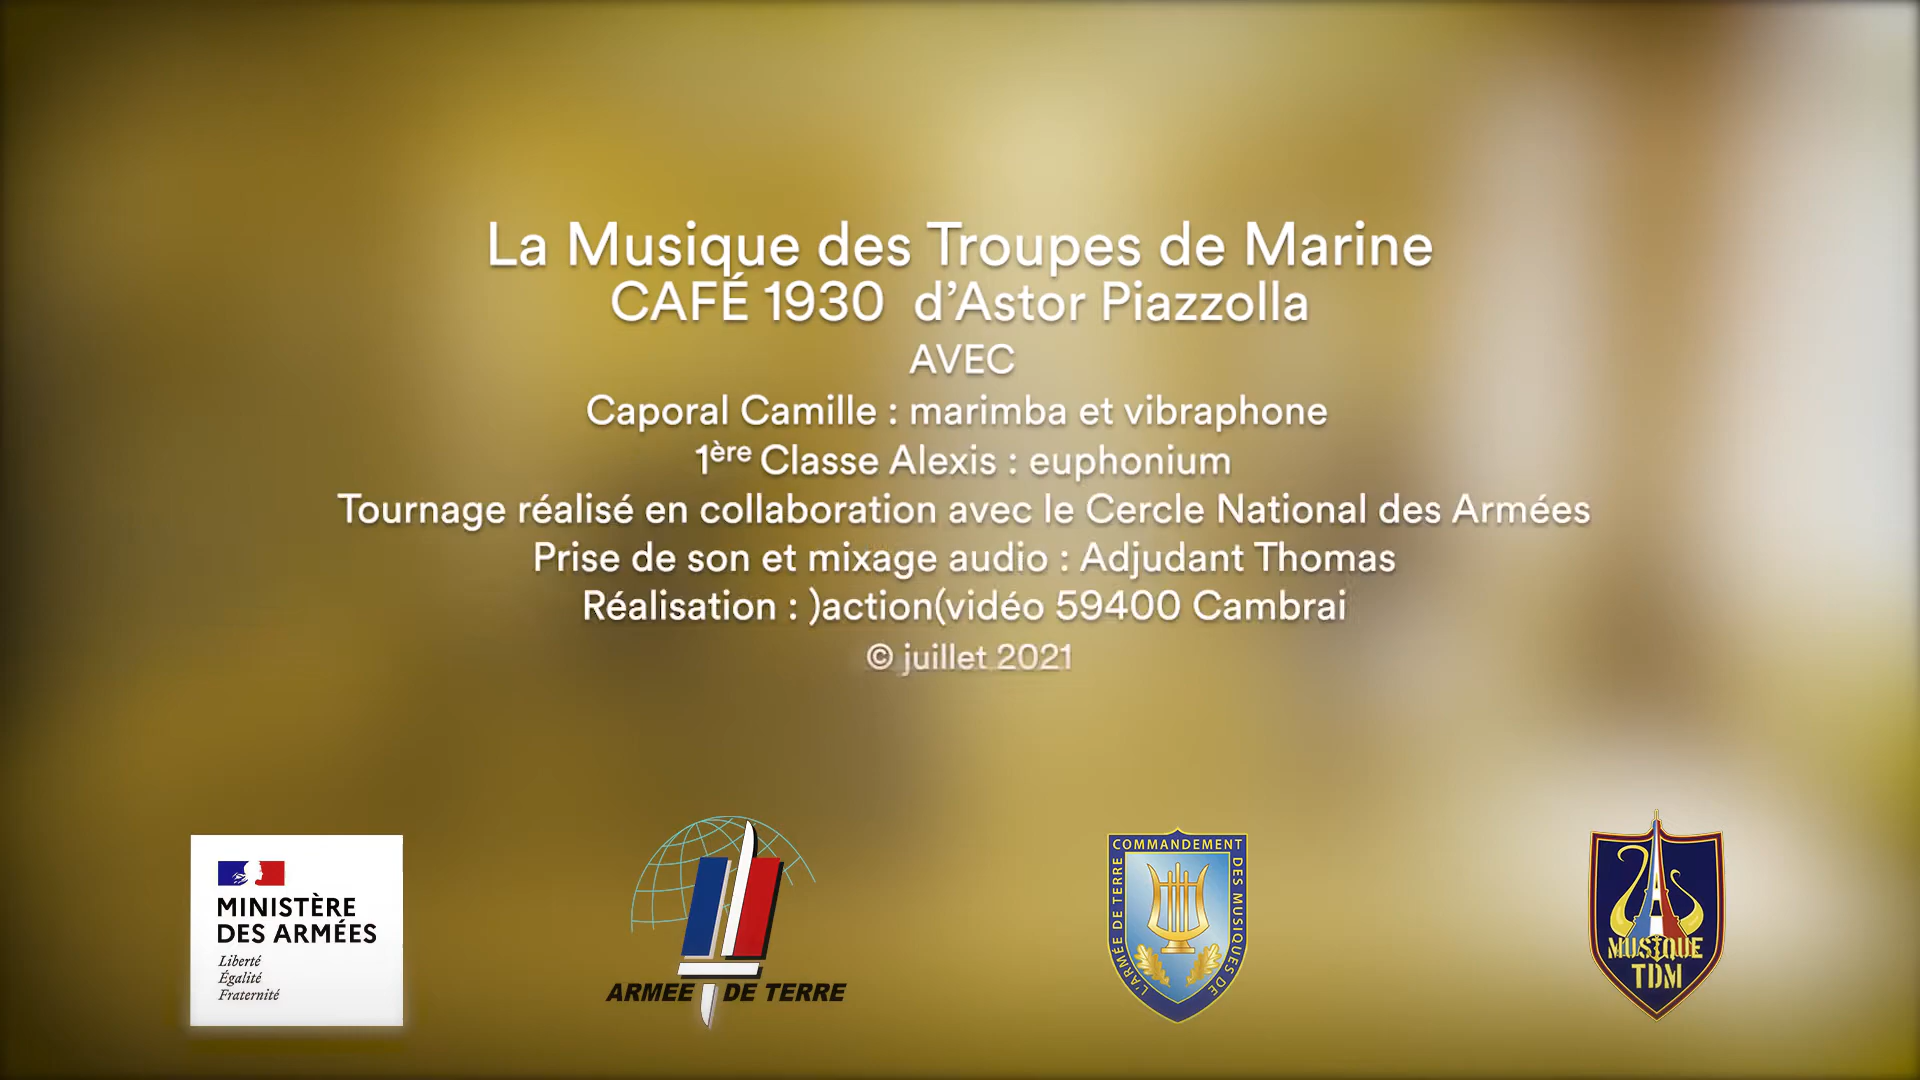 La Musique des Troupes de Marine
CAFÉ 1930 d’Astor Piazzolla
AVEC
Caporal Camille : marimba et vibraphone
1ère Classe Alexis : euphonium
Tournage réalisé en collaboration avec le Cercle National des Armées
Prise de son et mixage audio : Adjudant Thomas
Réalisation : )action(vidéo 59400 Cambrai
© juillet 2021
MINISTÈRE
DES ARMÉES
Liberté
Égalité
Fraternité
ARMEE DE TERRE
COMMANDEMENT
DES MUSIQUES DE
L'ARMÉE DE TERRE
MUSIQUE
TDM